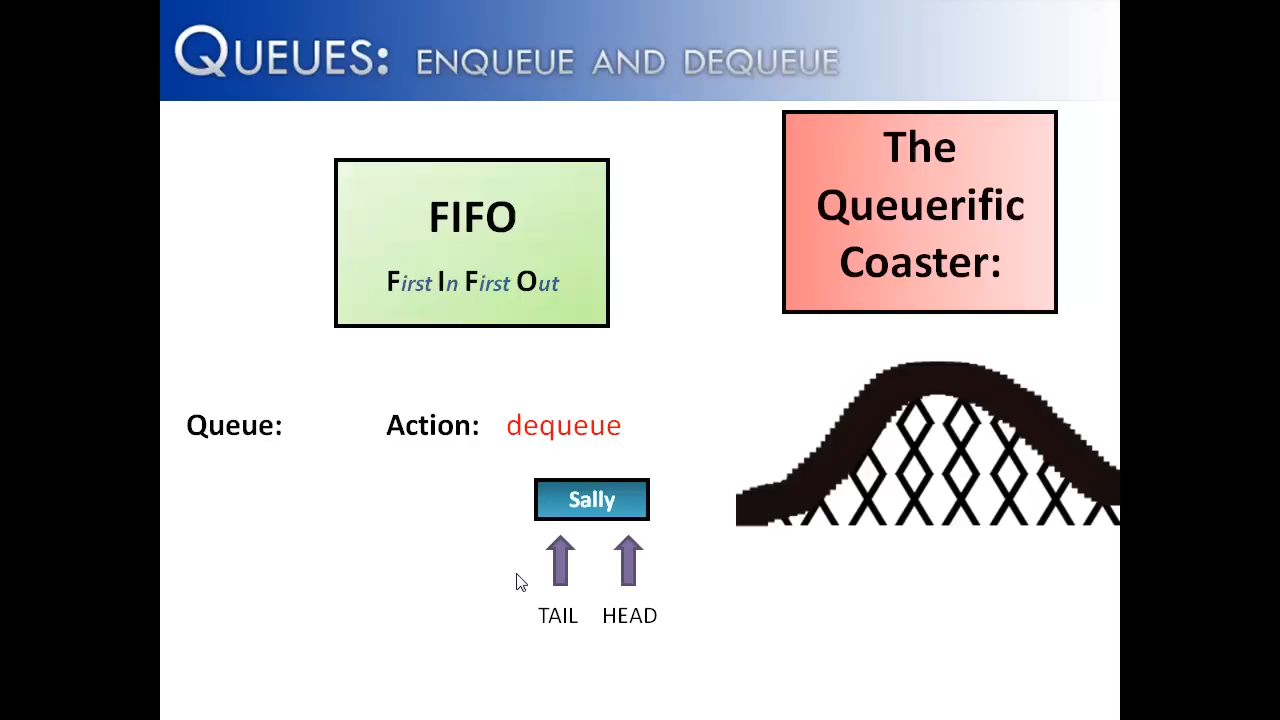 QUEUES: ENQUEUE AND DEQUEUE
FIFO
First In First Out
The
Queuerific
Coaster:
Queue:
Action: dequeue
Sally
TAIL HEAD